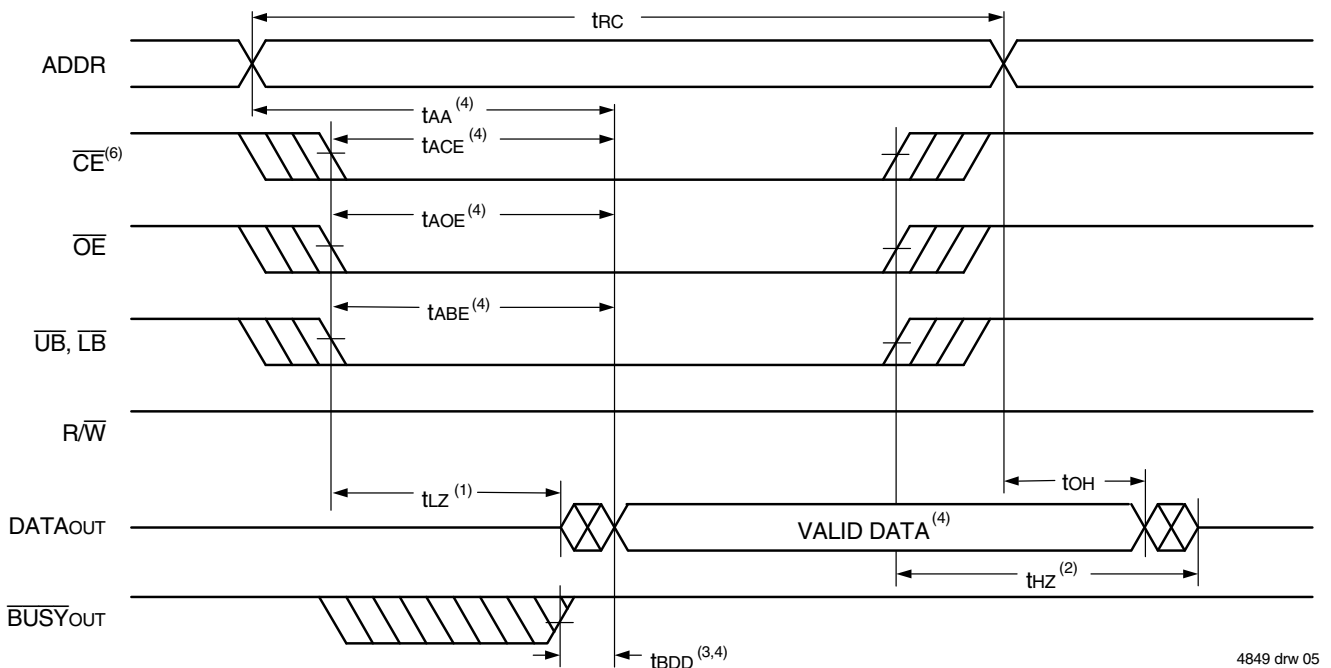 tRC
ADDR
tAA (4)
CE(6)
tACE (4)
OE
tAOE (4)
UB, LB
tABE (4)
R/W
tLZ (1)
tOH
DATAOUT
VALID DATA(4)
tHZ (2)
BUSYOUT
tBDD (3,4)
4849 drw 05